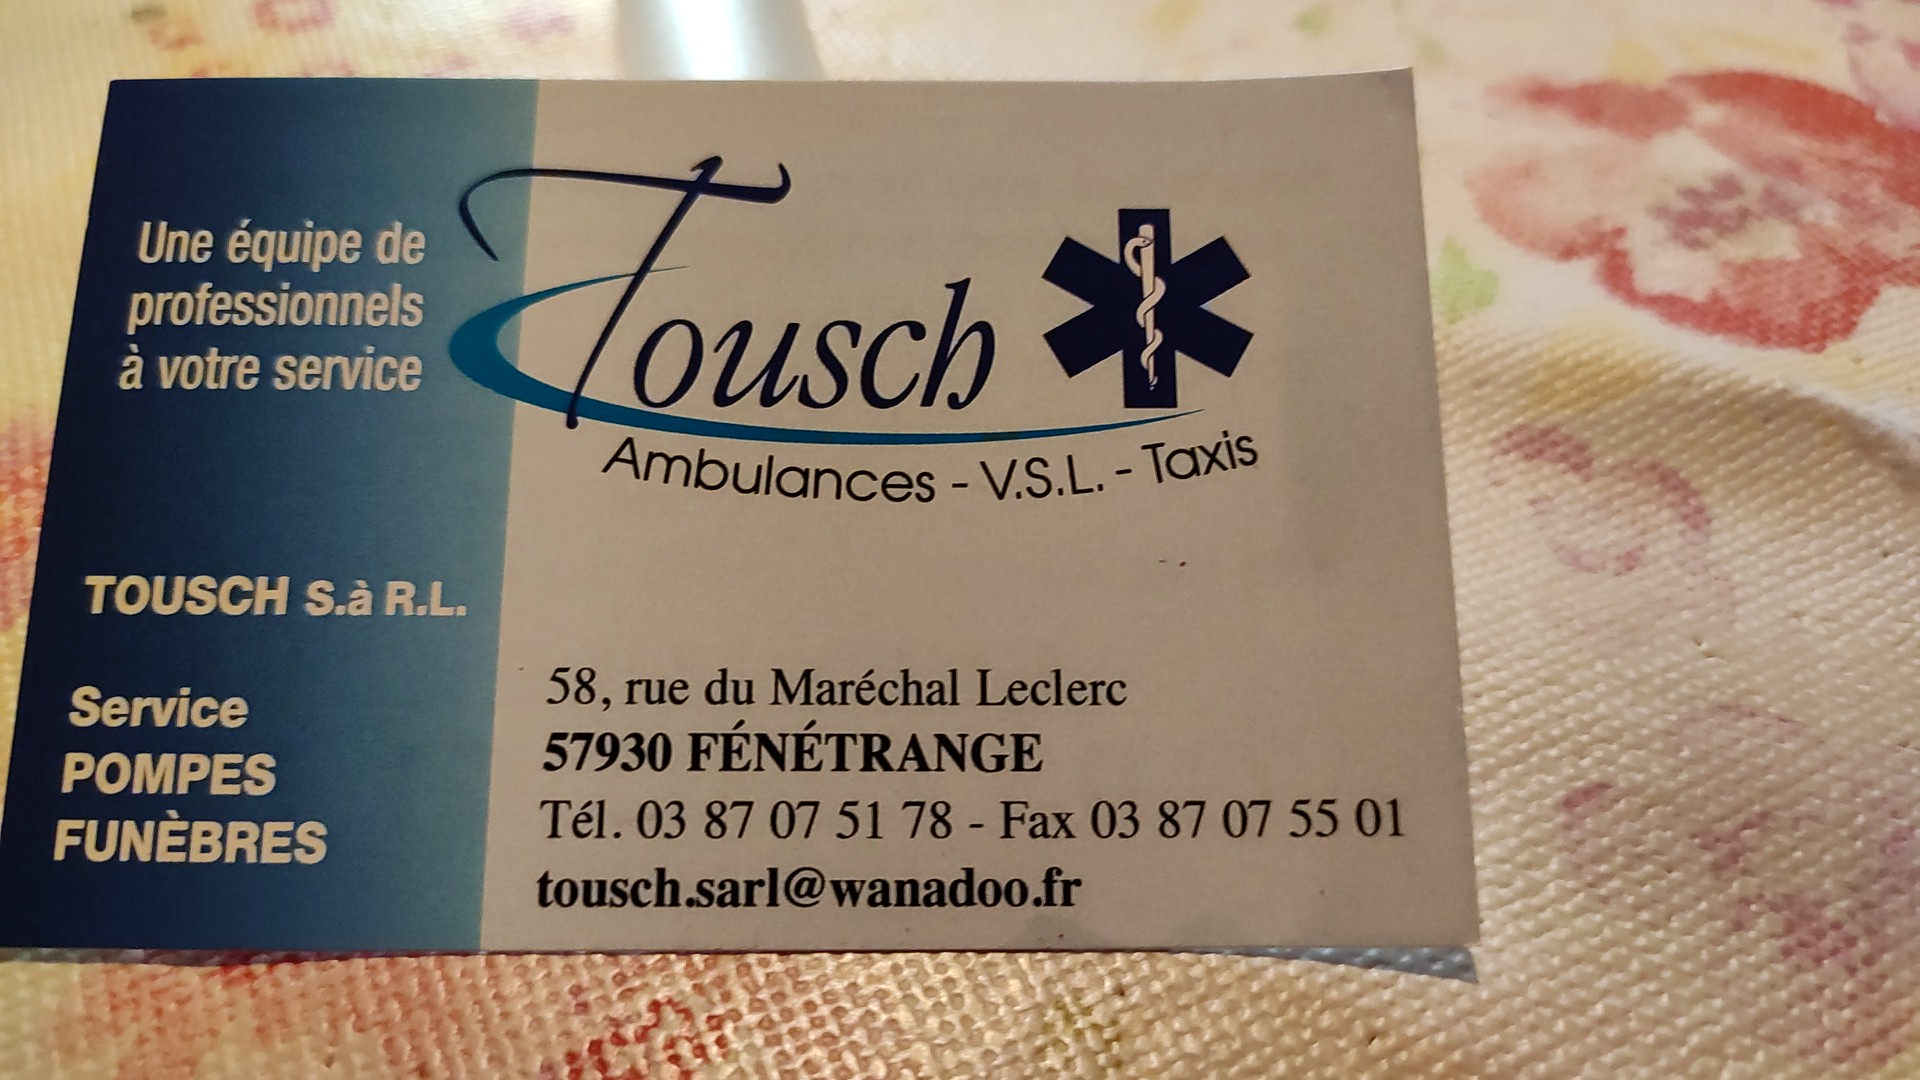 Une équipe de
professionnels
à votre service
TOUSCH S.à R.L.
Service
POMPES
FUNÈBRES
Tousch
Ambulances - V.S.L. - Taxis
58, rue du Maréchal Leclerc
57930 FÉNÉTRANGE
Tél. 03 87 07 51 78 - Fax 03 87 07 55 01
tousch.sarl@wanadoo.fr